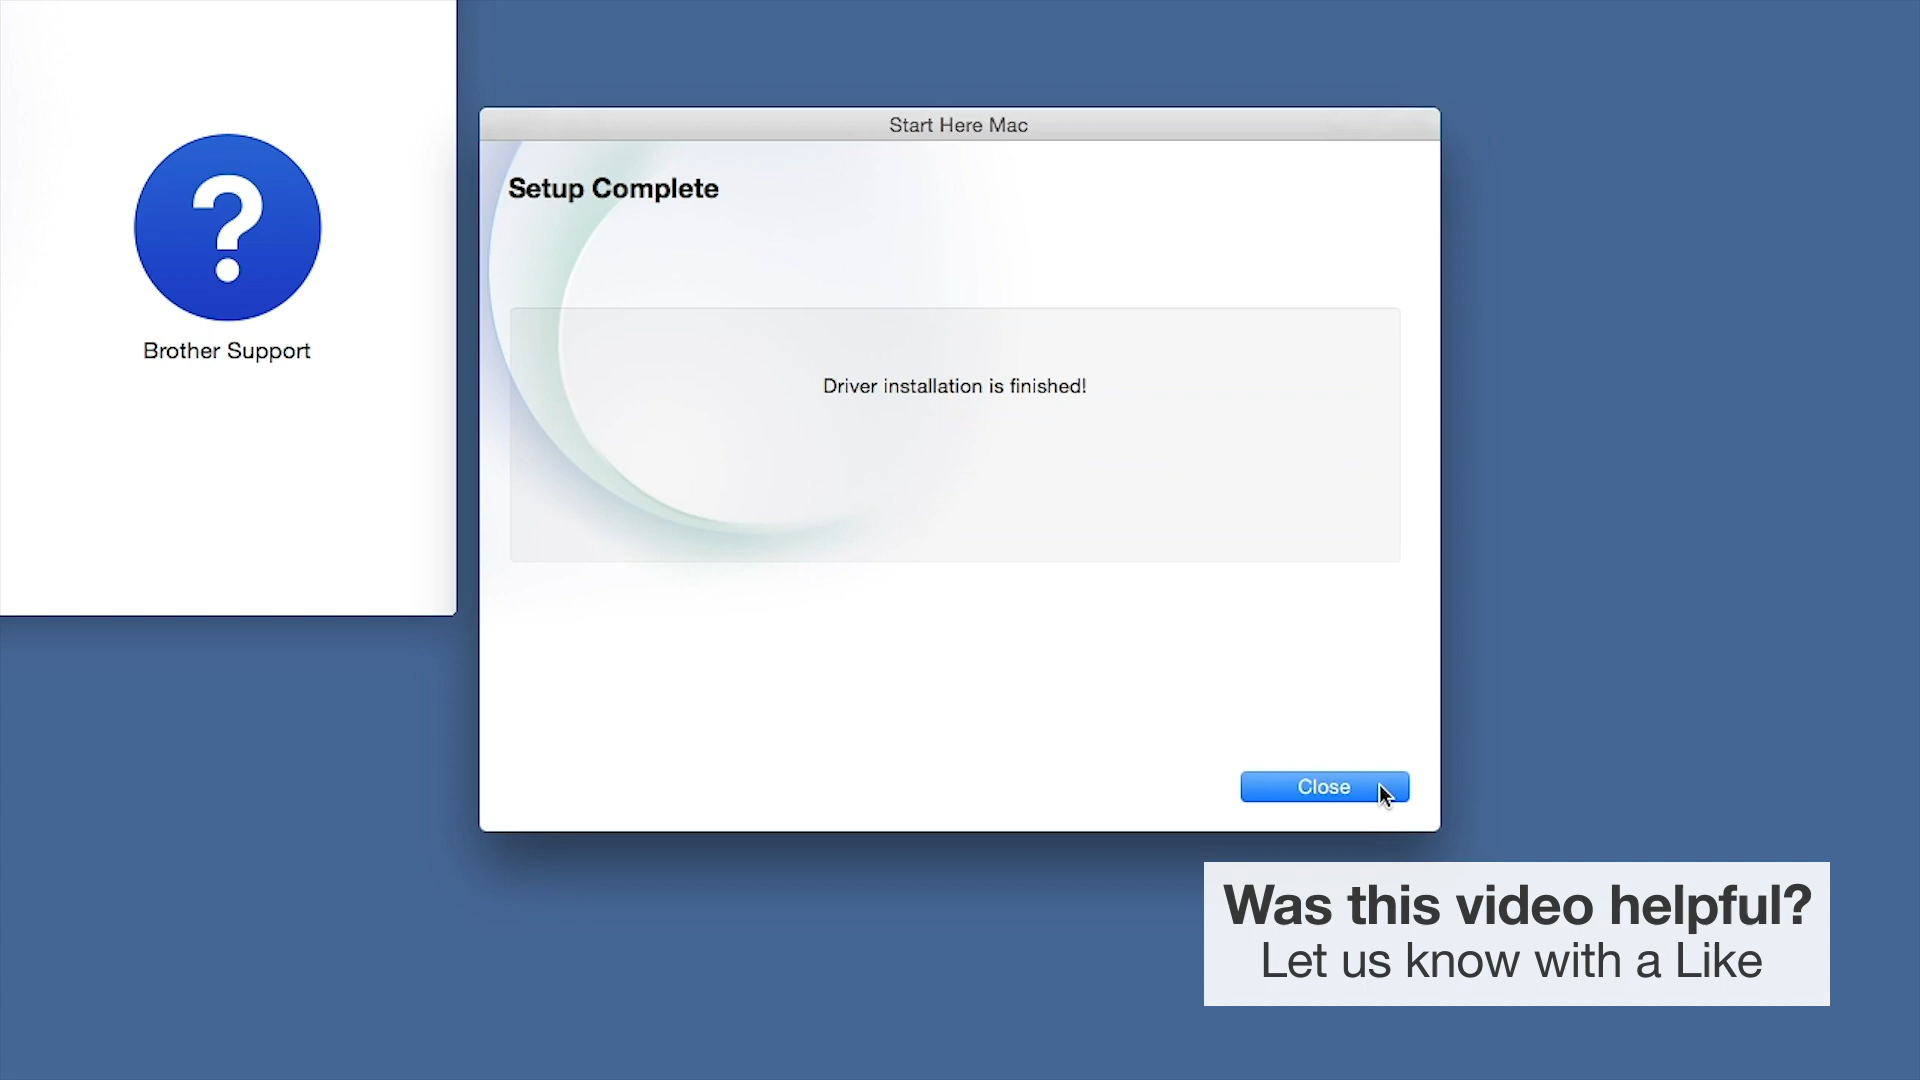 Start Here Mac
Setup Complete
?
Brother Support
Driver installation is finished!
Close
Was this video helpful?
Let us know with a Like